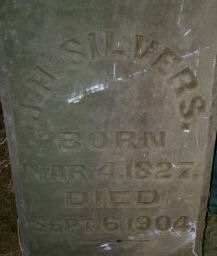 J.H. SILVERS.
BORN
MAR. 4. 1827.
DIED
SEPT. 6. 1904.